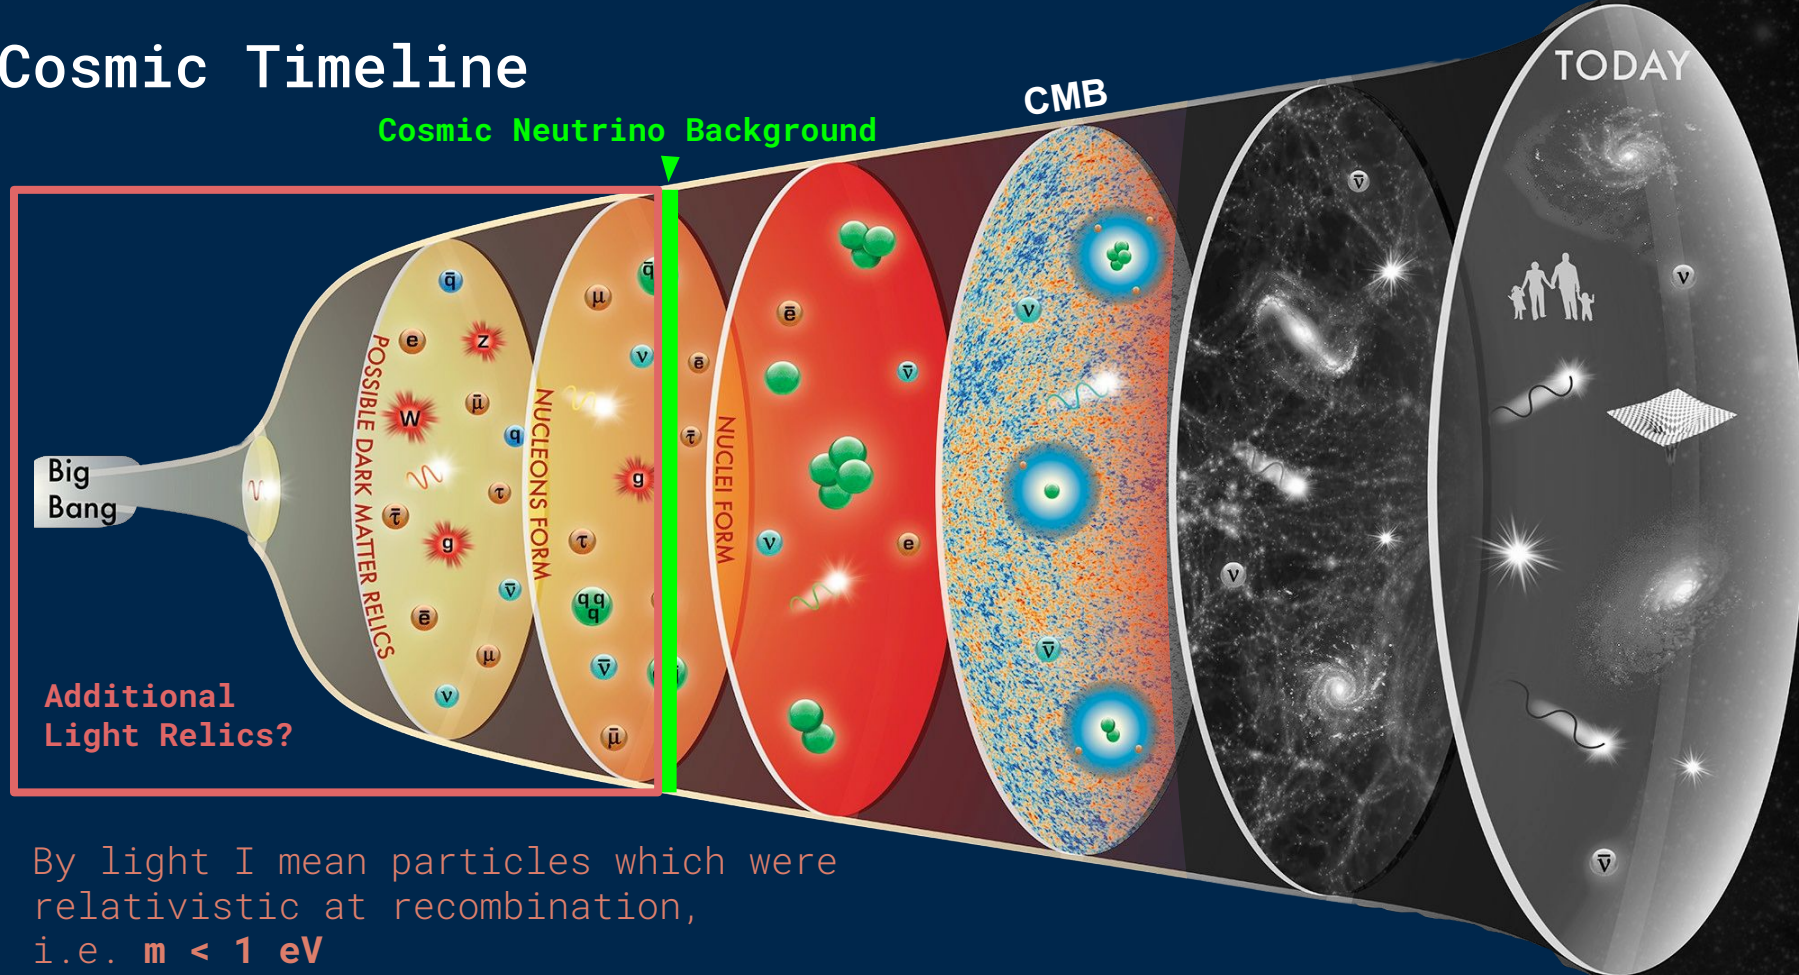 Cosmic Timeline
Cosmic Neutrino Background
CMB
TODAY
Big
Bang
POSSIBLE DARK MATTER RELICS
q̄
e
z
μ̄
W
q
τ
τ̄
g
ν̄
ē
μ
ν
NUCLEONS FORM
μ
q̄
ν
ē
τ̄
g
τ
qq
q
ν̄
μ̄
NUCLEI FORM
ē
ν̄
ν
e
ν
ν̄
ν̄
ν
ν
ν̄
Additional
Light Relics?
By light I mean particles which were
relativistic at recombination,
i.e. m < 1 eV